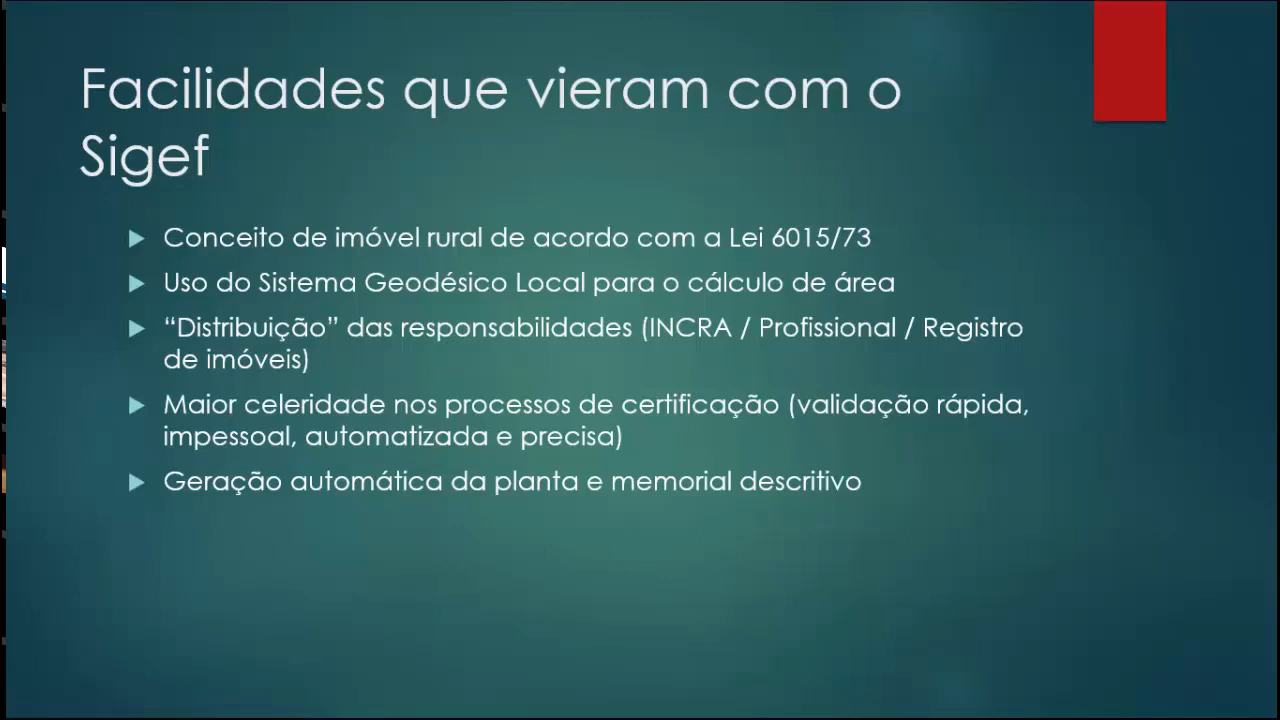 Facilidades que vieram com o
Sigef
Conceito de imóvel rural de acordo com a Lei 6015/73
Uso do Sistema Geodésico Local para o cálculo de área
“Distribuição” das responsabilidades (INCRA / Profissional / Registro
de imóveis)
Maior celeridade nos processos de certificação (validação rápida,
impessoal, automatizada e precisa)
Geração automática da planta e memorial descritivo